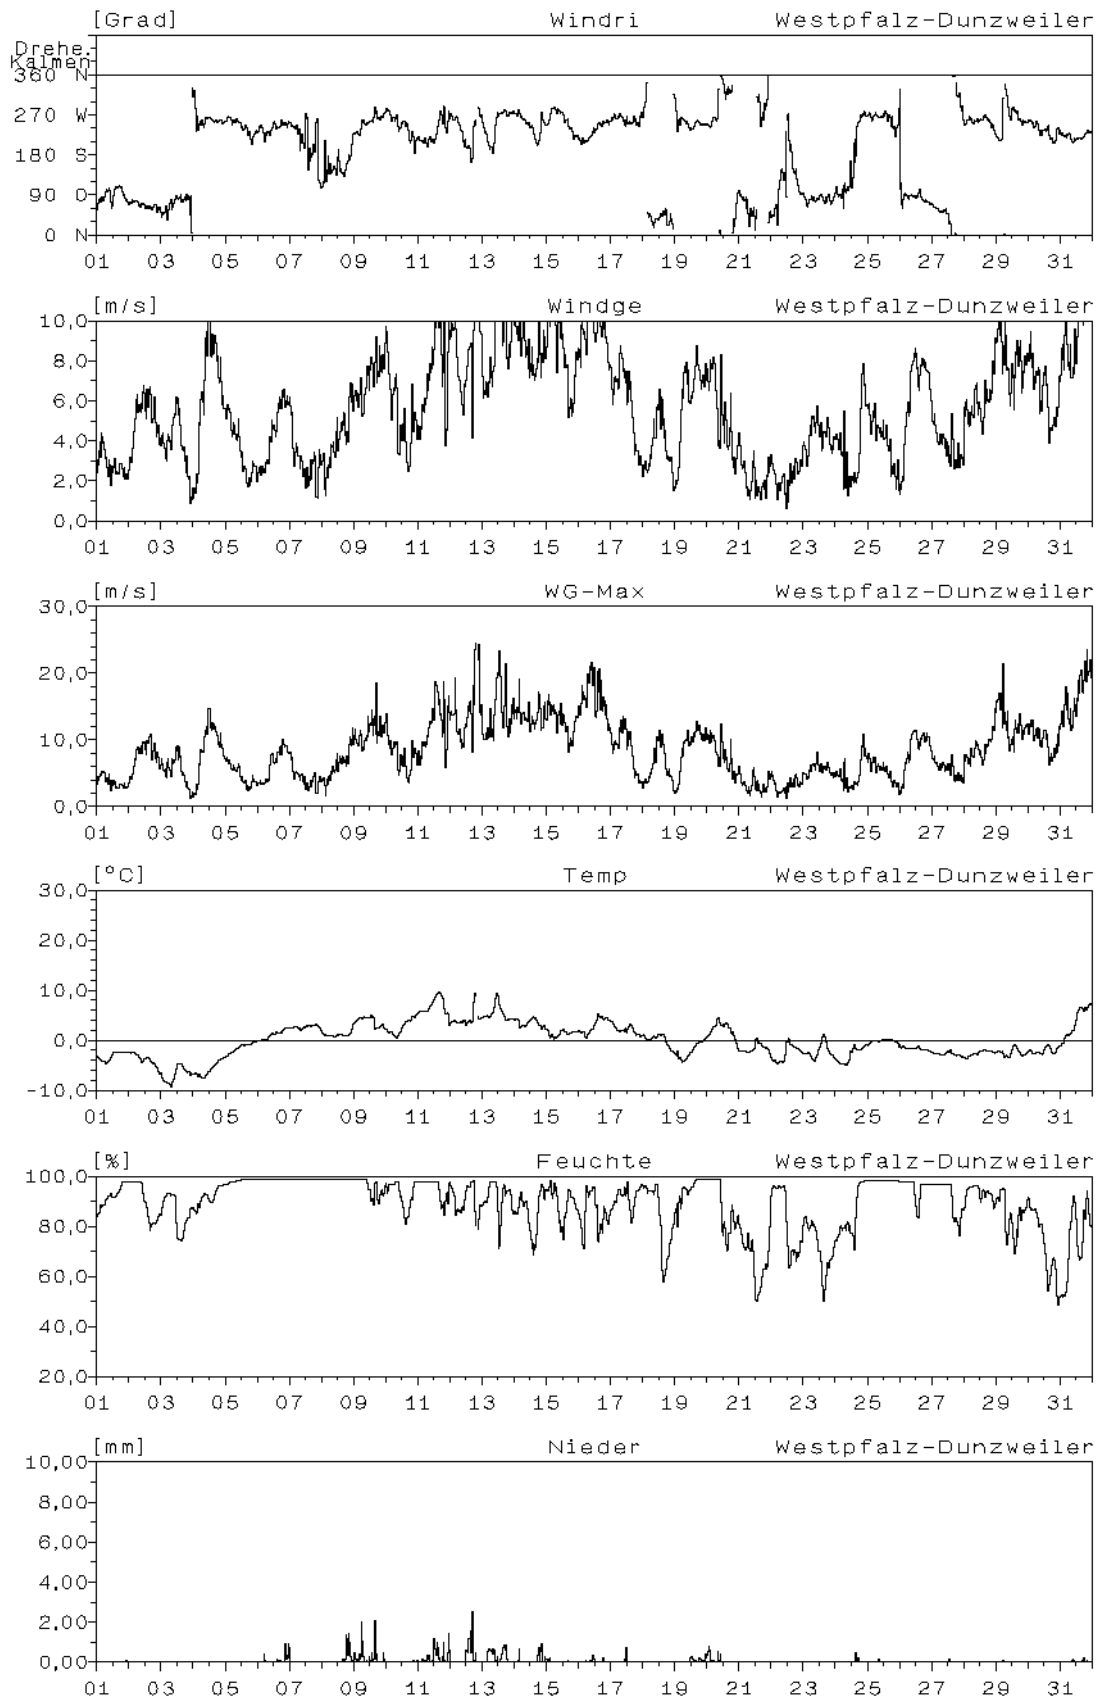 [Grad] Windri Westpfalz-Dunzweiler
Drehe.
Kalmen
360 N
270 W
180 S
90 O
0 N
01 03 05 07 09 11 13 15 17 19 21 23 25 27 29 31
[m/s] Windge Westpfalz-Dunzweiler
10,0
8,0
6,0
4,0
2,0
0,0
01 03 05 07 09 11 13 15 17 19 21 23 25 27 29 31
[m/s] WG-Max Westpfalz-Dunzweiler
30,0
20,0
10,0
0,0
01 03 05 07 09 11 13 15 17 19 21 23 25 27 29 31
[°C] Temp Westpfalz-Dunzweiler
30,0
20,0
10,0
0,0
-10,0
01 03 05 07 09 11 13 15 17 19 21 23 25 27 29 31
[%] Feuchte Westpfalz-Dunzweiler
100,0
80,0
60,0
40,0
20,0
01 03 05 07 09 11 13 15 17 19 21 23 25 27 29 31
[mm] Nieder Westpfalz-Dunzweiler
10,00
8,00
6,00
4,00
2,00
0,00
01 03 05 07 09 11 13 15 17 19 21 23 25 27 29 31